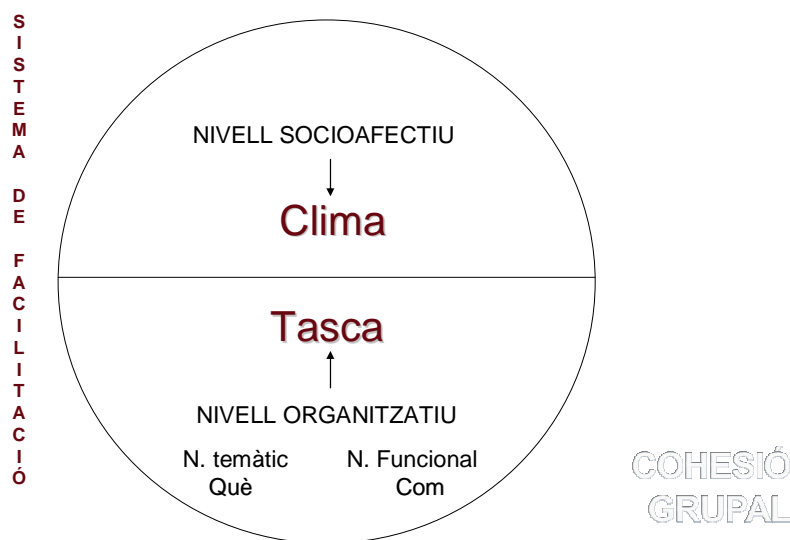 SISTEMA DE FACILITACIÓ
NIVELL SOCIOAFECTIU
Clima
Tasca
NIVELL ORGANITZATIU
N. temàtic N. Funcional
Què Com
COHESIÓ
GRUPAL